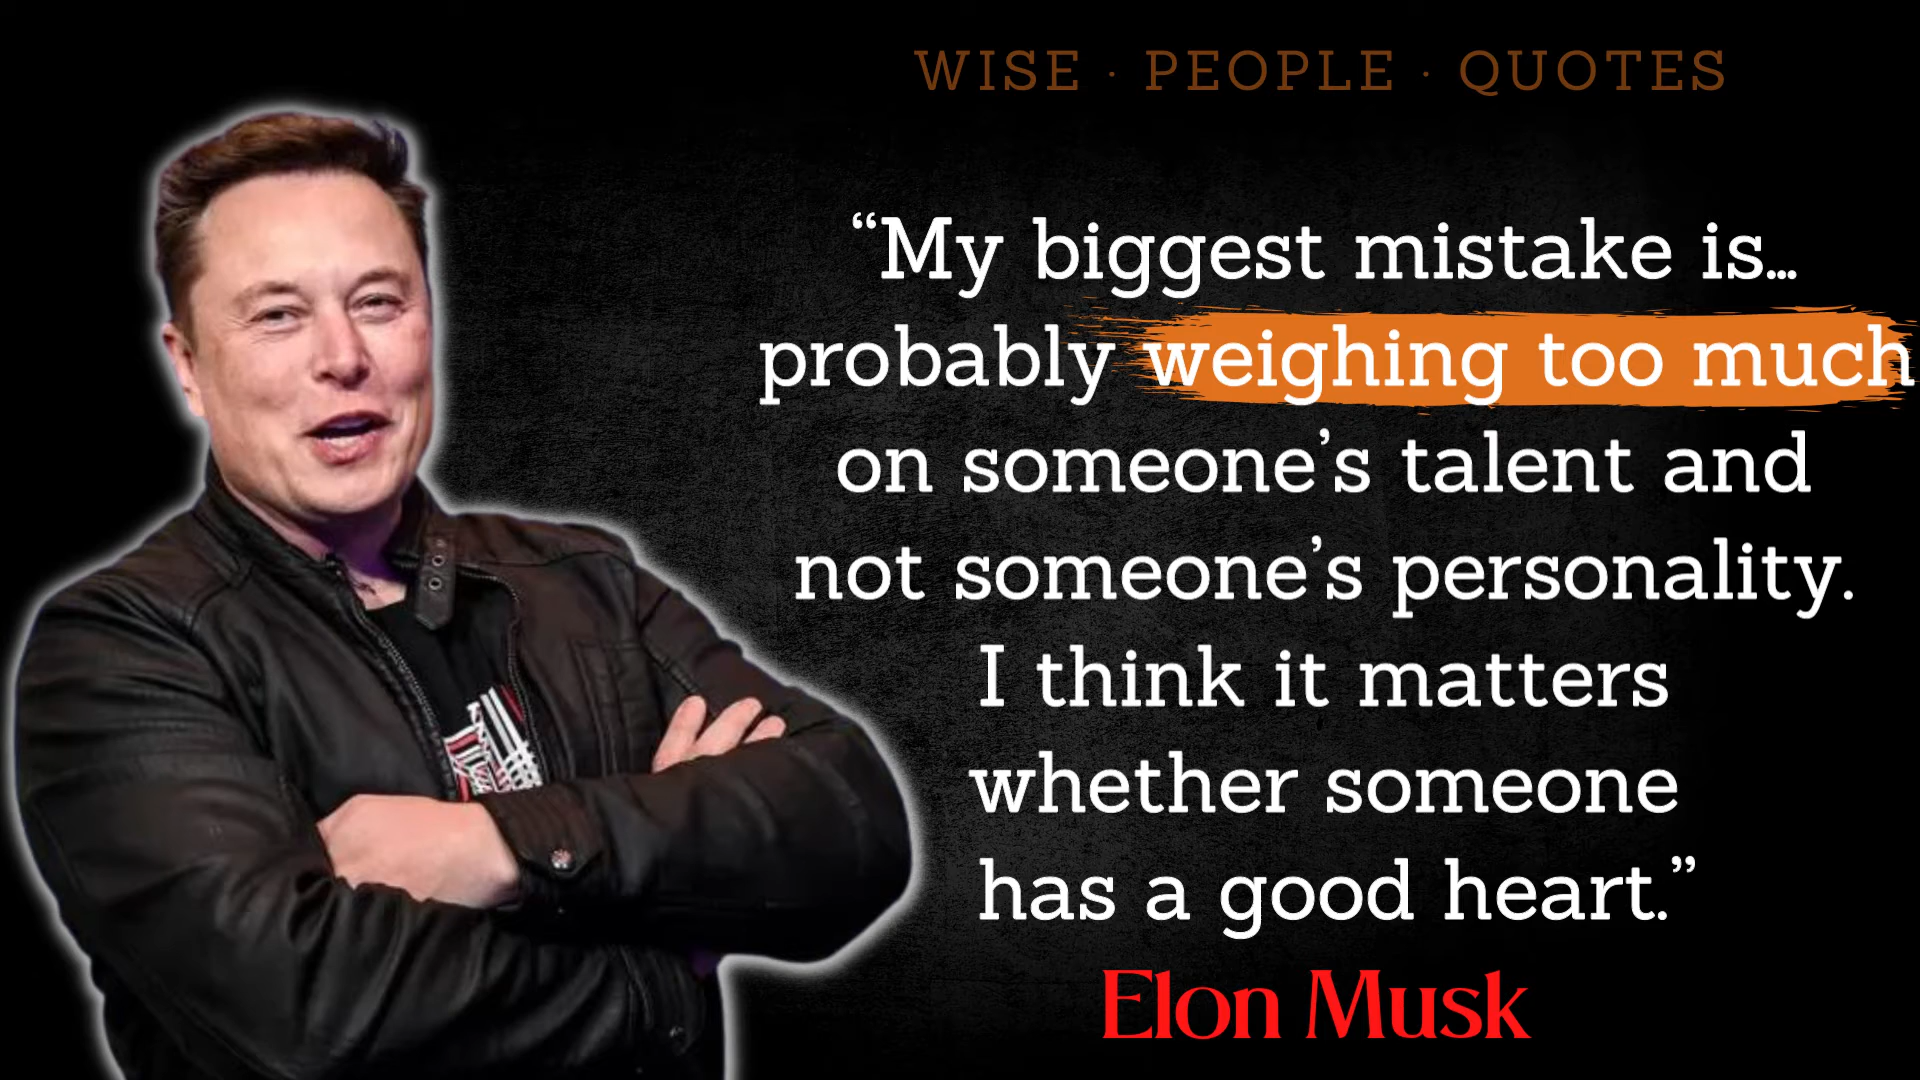 WISE · PEOPLE · QUOTES
“My biggest mistake is...
probably weighing too much
on someone’s talent and
not someone’s personality.
I think it matters
whether someone
has a good heart.”
Elon Musk